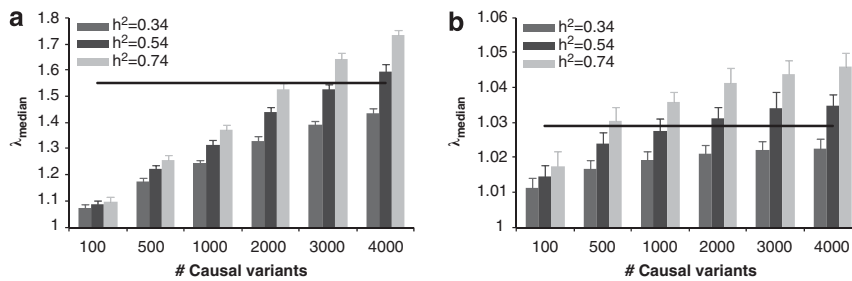 a
1.8
1.7
1.6
1.5
1.4
1.3
1.2
1.1
1
λmedian
h²=0.34
h²=0.54
h²=0.74
100 500 1000 2000 3000 4000
# Causal variants
b
1.06
1.05
1.04
1.03
1.02
1.01
1
λmedian
h²=0.34
h²=0.54
h²=0.74
100 500 1000 2000 3000 4000
# Causal variants